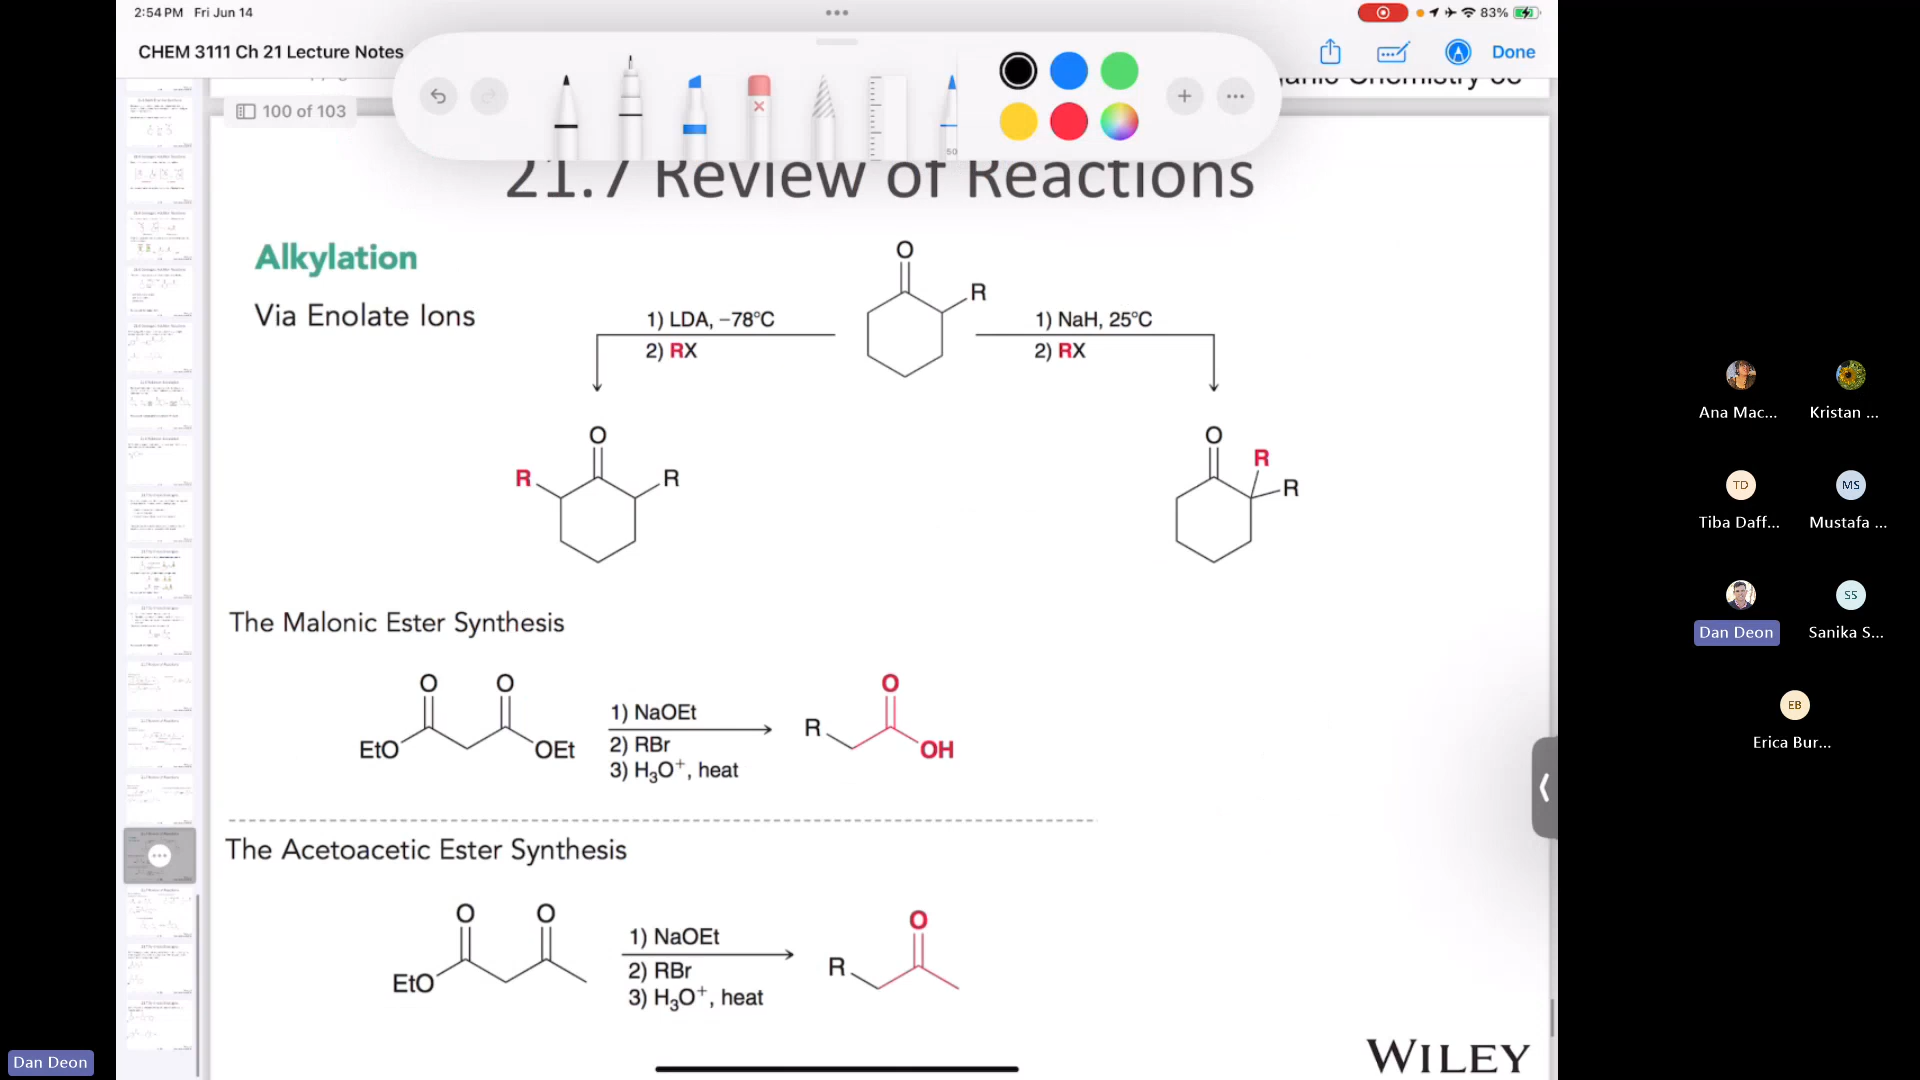 2:54 PM Fri Jun 14
83%
CHEM 3111 Ch 21 Lecture Notes
Done
100 of 103
50
21.7 Review of Reactions
Alkylation
Via Enolate Ions
O
R
1) LDA, −78°C
2) RX
1) NaH, 25°C
2) RX
O
R
R
O
R
R
The Malonic Ester Synthesis
O O
EtO OEt
1) NaOEt
2) RBr
3) H₃O⁺, heat
O
R
OH
The Acetoacetic Ester Synthesis
O O
EtO
1) NaOEt
2) RBr
3) H₃O⁺, heat
O
R
WILEY
Ana Mac...
Kristan ...
TD
MS
Tiba Daff...
Mustafa ...
SS
Dan Deon
Sanika S...
EB
Erica Bur...
Dan Deon